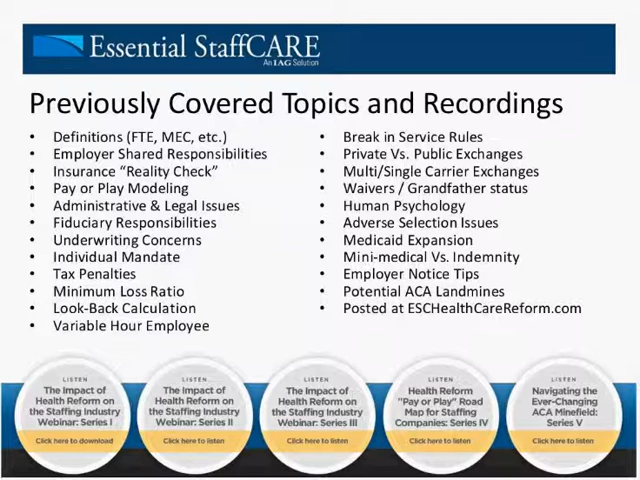 Essential StaffCARE
An IAG Solution
Previously Covered Topics and Recordings
• Definitions (FTE, MEC, etc.)
• Employer Shared Responsibilities
• Insurance “Reality Check”
• Pay or Play Modeling
• Administrative & Legal Issues
• Fiduciary Responsibilities
• Underwriting Concerns
• Individual Mandate
• Tax Penalties
• Minimum Loss Ratio
• Look-Back Calculation
• Variable Hour Employee
• Break in Service Rules
• Private Vs. Public Exchanges
• Multi/Single Carrier Exchanges
• Waivers / Grandfather status
• Human Psychology
• Adverse Selection Issues
• Medicaid Expansion
• Mini-medical Vs. Indemnity
• Employer Notice Tips
• Potential ACA Landmines
• Posted at ESCHealthCareReform.com
LISTEN
The Impact of
Health Reform on
the Staffing Industry
Webinar: Series I
Click here to download
LISTEN
The Impact of
Health Reform on
the Staffing Industry
Webinar: Series II
Click here to listen
LISTEN
The Impact of
Health Reform on
the Staffing Industry
Webinar: Series III
Click here to listen
LISTEN
Health Reform
"Pay or Play" Road
Map for Staffing
Companies: Series IV
Click here to listen
LISTEN
Navigating the
Ever-Changing
ACA Minefield:
Series V
Click here to listen